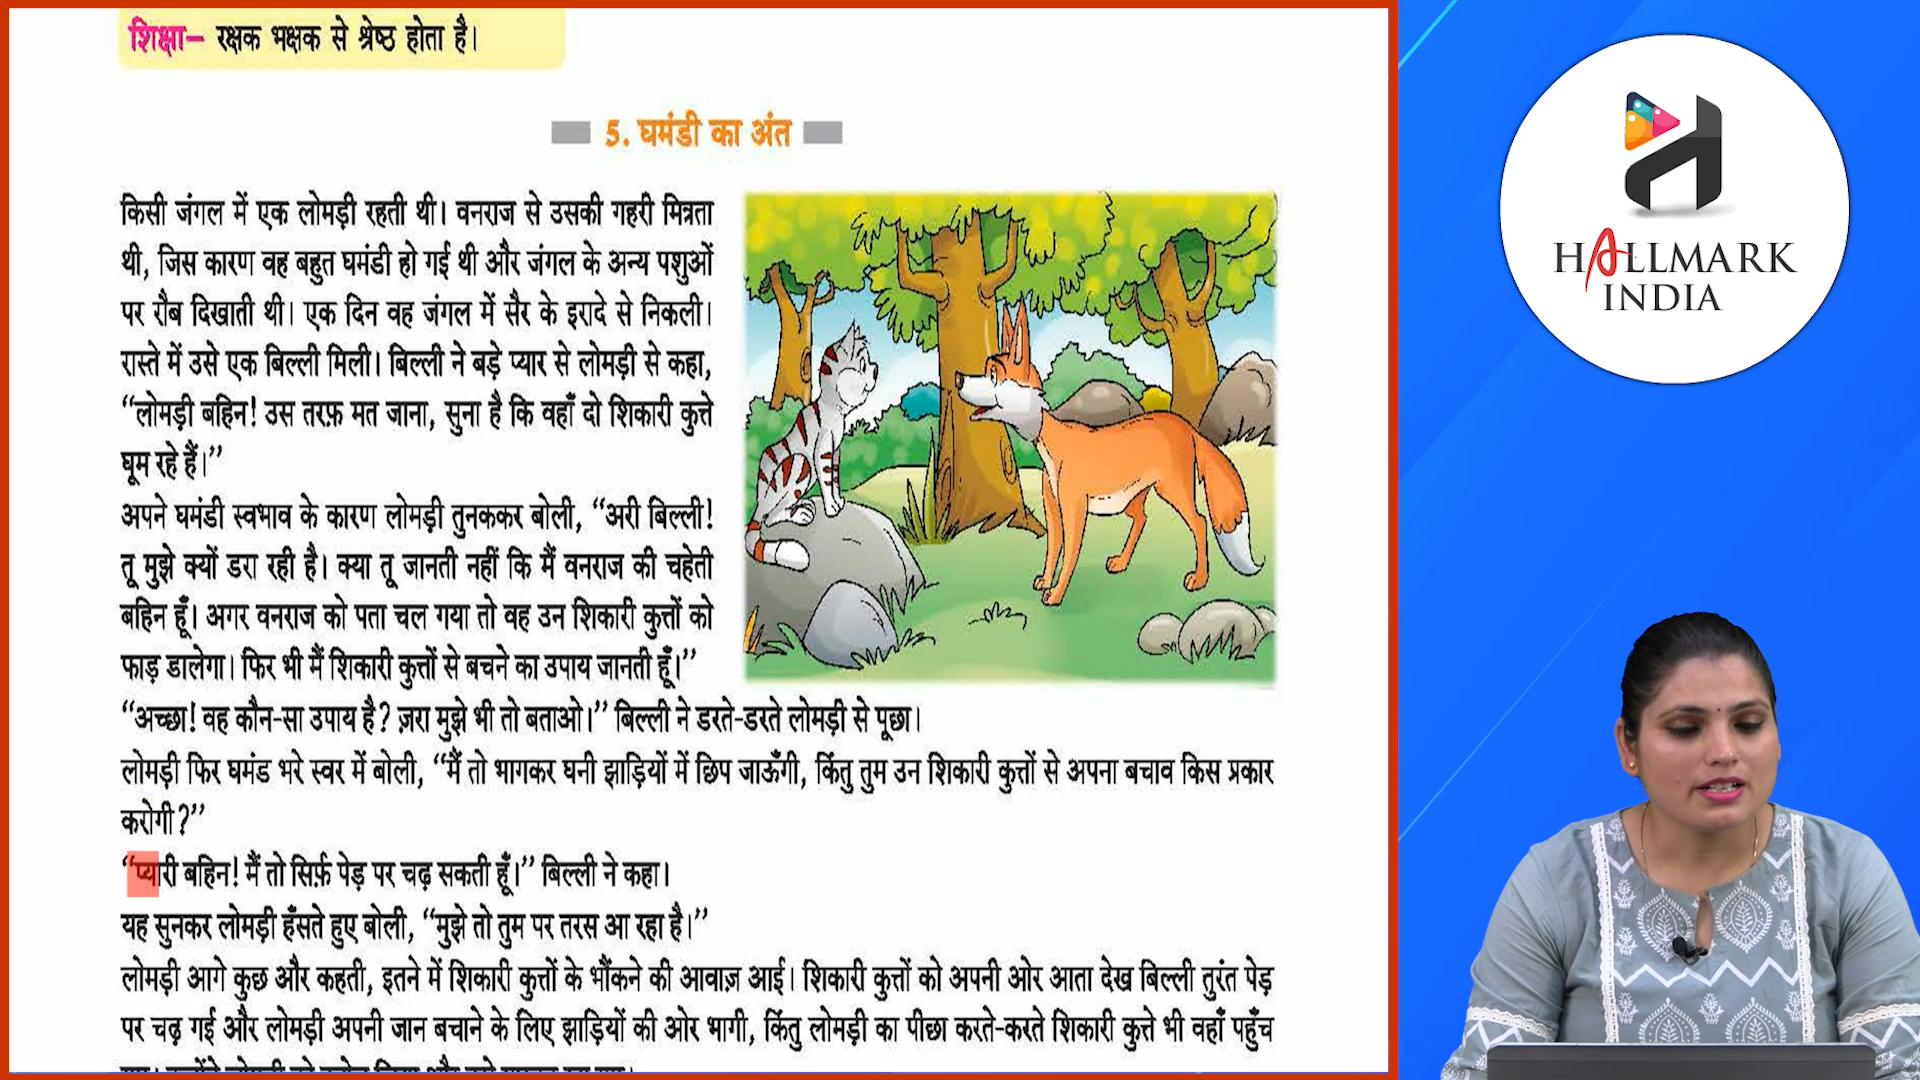 शिक्षा– रक्षक भक्षक से श्रेष्ठ होता है।
5. घमंडी का अंत
किसी जंगल में एक लोमड़ी रहती थी। वनराज से उसकी गहरी मित्रता
थी, जिस कारण वह बहुत घमंडी हो गई थी और जंगल के अन्य पशुओं
पर रौब दिखाती थी। एक दिन वह जंगल में सैर के इरादे से निकली।
रास्ते में उसे एक बिल्ली मिली। बिल्ली ने बड़े प्यार से लोमड़ी से कहा,
“लोमड़ी बहिन! उस तरफ़ मत जाना, सुना है कि वहाँ दो शिकारी कुत्ते
घूम रहे हैं।”
अपने घमंडी स्वभाव के कारण लोमड़ी तुनककर बोली, “अरी बिल्ली!
तू मुझे क्यों डरा रही है। क्या तू जानती नहीं कि मैं वनराज की चहेती
बहिन हूँ। अगर वनराज को पता चल गया तो वह उन शिकारी कुत्तों को
फाड़ डालेगा। फिर भी मैं शिकारी कुत्तों से बचने का उपाय जानती हूँ।”
“अच्छा! वह कौन-सा उपाय है? ज़रा मुझे भी तो बताओ।” बिल्ली ने डरते-डरते लोमड़ी से पूछा।
लोमड़ी फिर घमंड भरे स्वर में बोली, “मैं तो भागकर घनी झाड़ियों में छिप जाऊँगी, किंतु तुम उन शिकारी कुत्तों से अपना बचाव किस प्रकार
करोगी?”
“प्यारी बहिन! मैं तो सिर्फ़ पेड़ पर चढ़ सकती हूँ।” बिल्ली ने कहा।
यह सुनकर लोमड़ी हँसते हुए बोली, “मुझे तो तुम पर तरस आ रहा है।”
लोमड़ी आगे कुछ और कहती, इतने में शिकारी कुत्तों के भौंकने की आवाज़ आई। शिकारी कुत्तों को अपनी ओर आता देख बिल्ली तुरंत पेड़
पर चढ़ गई और लोमड़ी अपनी जान बचाने के लिए झाड़ियों की ओर भागी, किंतु लोमड़ी का पीछा करते-करते शिकारी कुत्ते भी वहाँ पहुँच
HALLMARK
INDIA